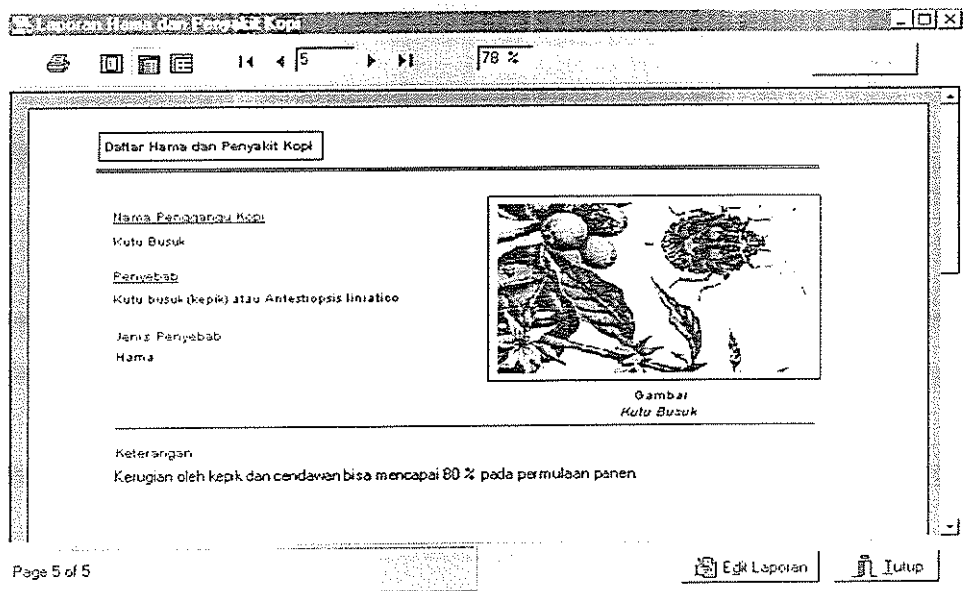 Laporan Hama dan Penyakit Kopi
5
78 %
Daftar Hama dan Penyakit Kopi
Nama Pengganggu Kopi
Kutu Busuk
Penyebab
Kutu busuk (kepik) atau Antestiopsis liniatico
Jenis Penyebab
Hama
Gambar
Kutu Busuk
Keterangan
Kerugian oleh kepik dan cendawan bisa mencapai 80 % pada permulaan panen
Page 5 of 5
Edit Laporan
Tutup